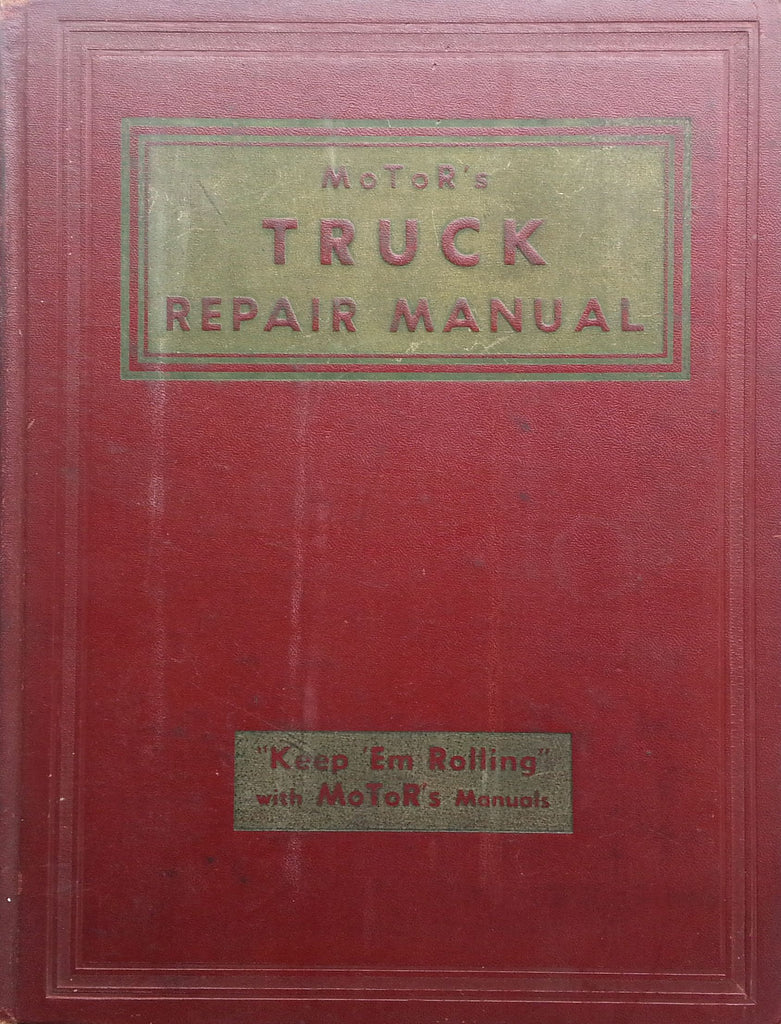 MoToR's
TRUCK
REPAIR MANUAL
"Keep 'Em Rolling"
with MoToR's Manuals